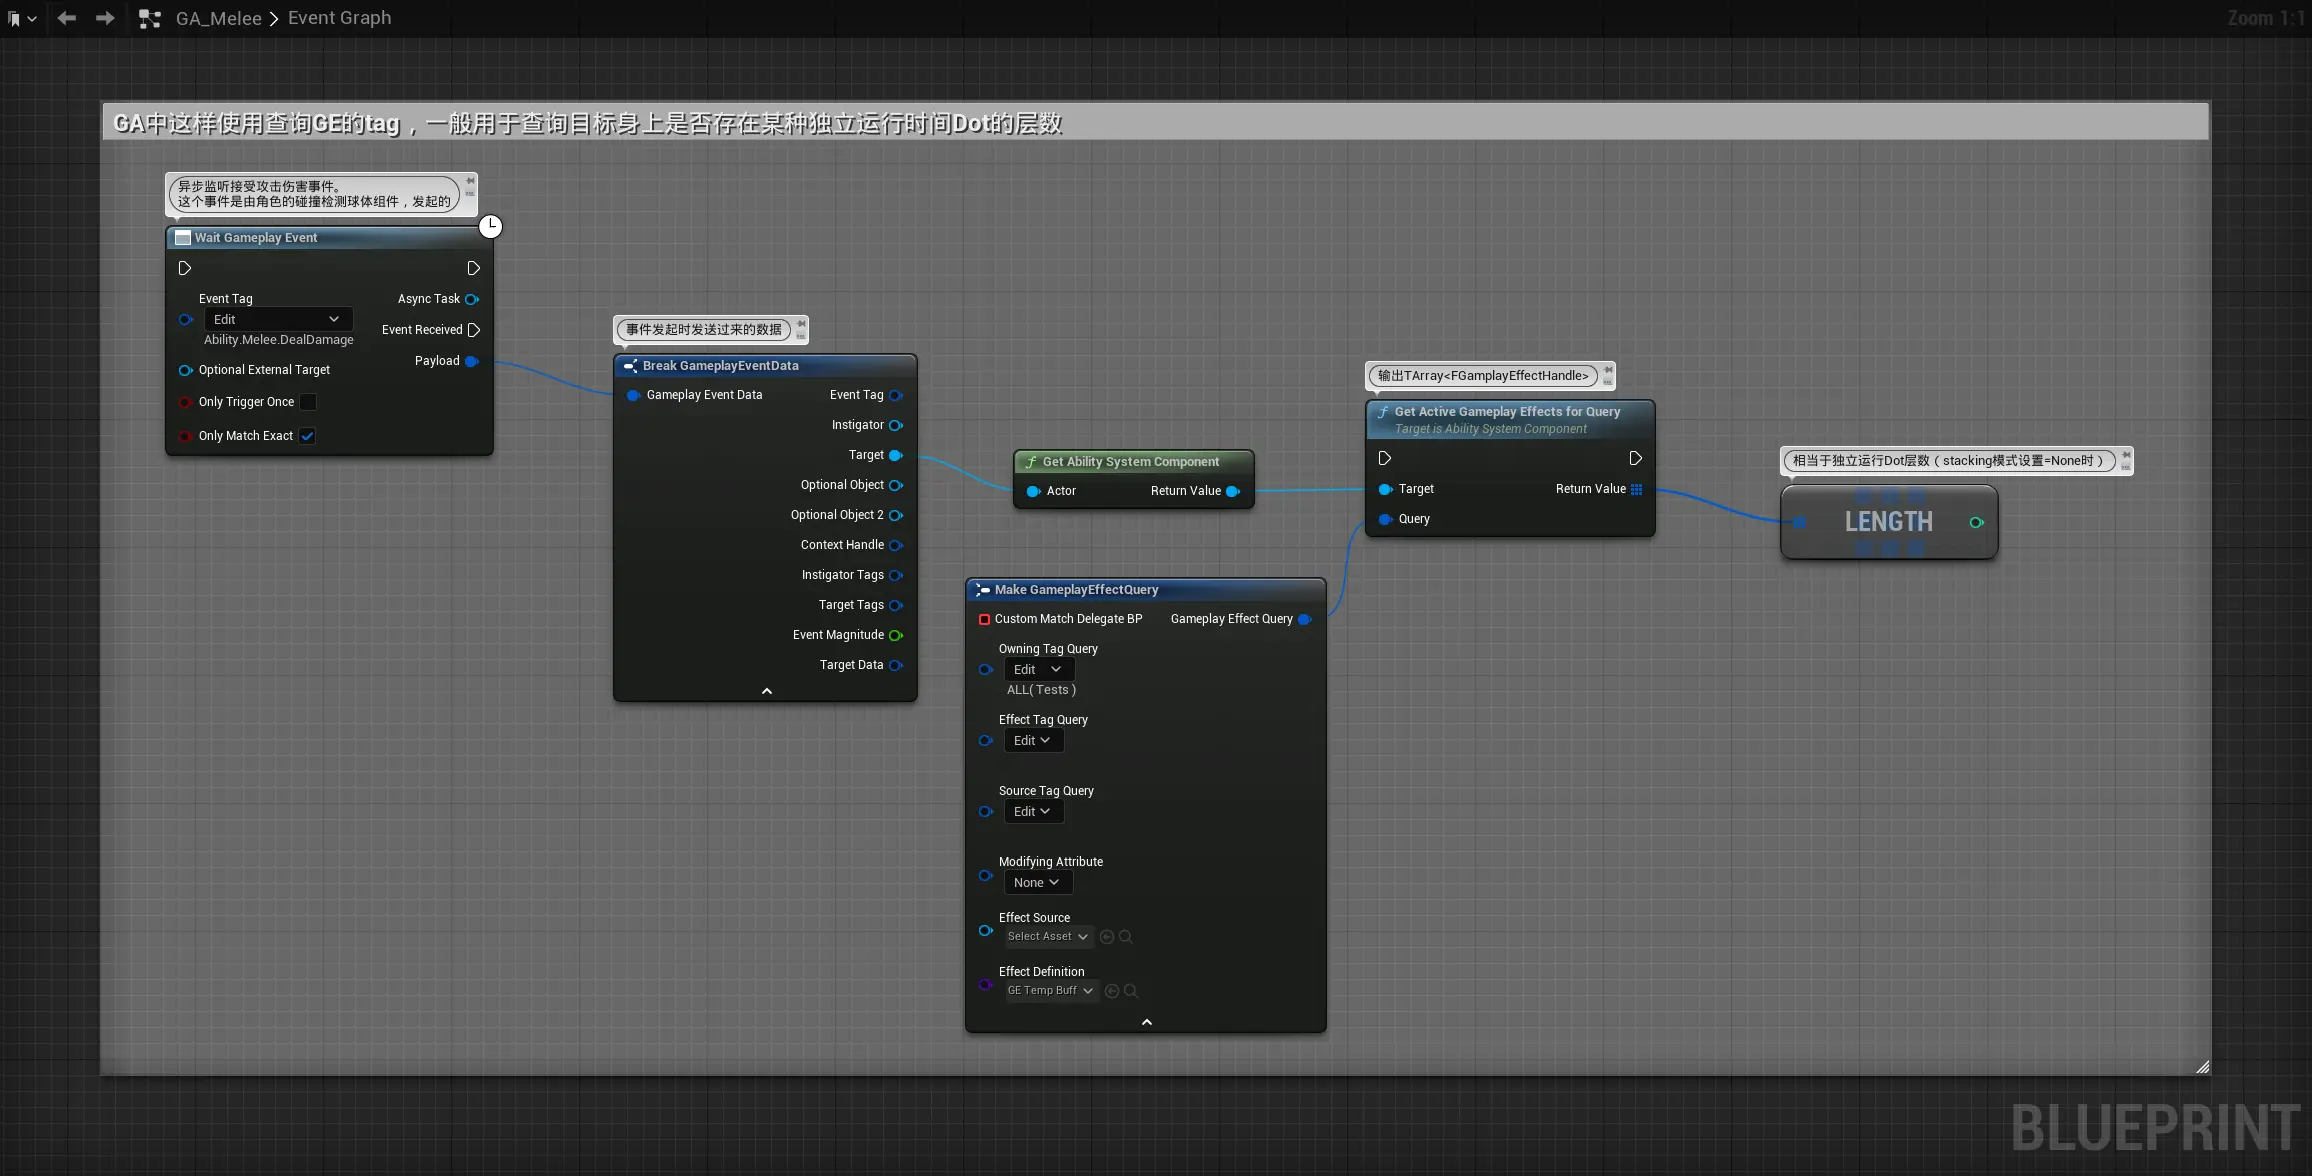 GA_Melee > Event Graph
Zoom 1:1
GA中这样使用查询GE的tag，一般用于查询目标身上是否存在某种独立运行时间Dot的层数
异步监听接受攻击伤害事件。
这个事件是由角色的碰撞检测球体组件，发起的
Wait Gameplay Event
Event Tag
Edit
Ability.Melee.DealDamage
Optional External Target
Only Trigger Once
Only Match Exact
Async Task
Event Received
Payload
事件发起时发送过来的数据
Break GameplayEventData
Gameplay Event Data
Event Tag
Instigator
Target
Optional Object
Optional Object 2
Context Handle
Instigator Tags
Target Tags
Event Magnitude
Target Data
Get Ability System Component
Actor
Return Value
Make GameplayEffectQuery
Custom Match Delegate BP
Gameplay Effect Query
Owning Tag Query
Edit
ALL( Tests )
Effect Tag Query
Edit
Source Tag Query
Edit
Modifying Attribute
None
Effect Source
Select Asset
Effect Definition
GE Temp Buff
输出TArray<FGamplayEffectHandle>
Get Active Gameplay Effects for Query
Target is Ability System Component
Target
Return Value
Query
相当于独立运行Dot层数（stacking模式设置=None时）
LENGTH
BLUEPRINT